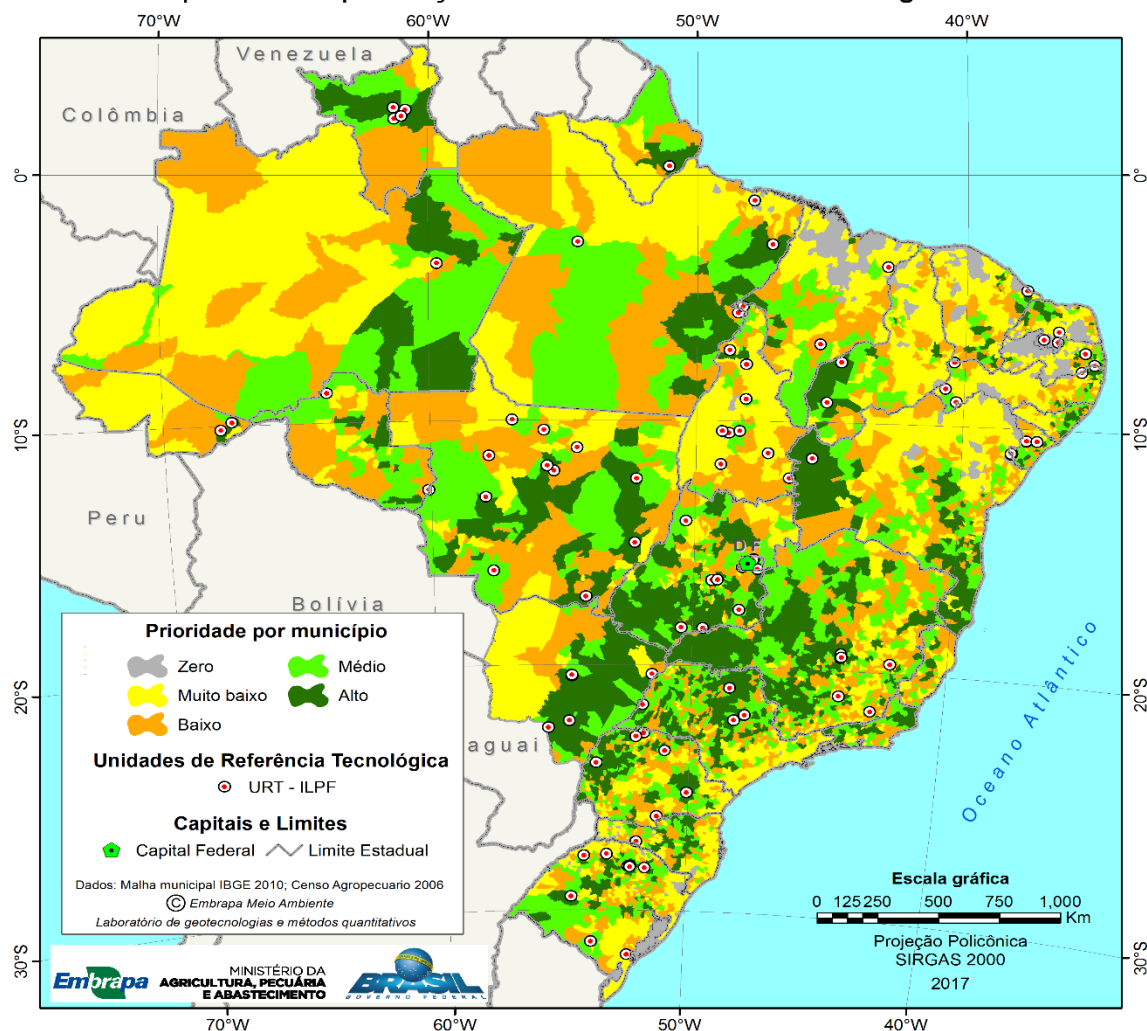 70°W 60°W 50°W 40°W
Venezuela
Colômbia
0° 0°
10°S 10°S
Peru
DF
Bolívia
Prioridade por município
Zero Médio
Muito baixo Alto
Baixo
20°S 20°S
aguai
Unidades de Referência Tecnológica
URT - ILPF
Capitais e Limites
Capital Federal Limite Estadual
Dados: Malha municipal IBGE 2010; Censo Agropecuario 2006
© Embrapa Meio Ambiente
Laboratório de geotecnologias e métodos quantitativos
Oceano Atlântico
Escala gráfica
0 125 250 500 750 1,000
Km
Projeção Policônica
SIRGAS 2000
2017
30°S 30°S
Embrapa
MINISTÉRIO DA
AGRICULTURA, PECUÁRIA
E ABASTECIMENTO
BRASIL
GOVERNO FEDERAL
70°W 60°W 50°W 40°W